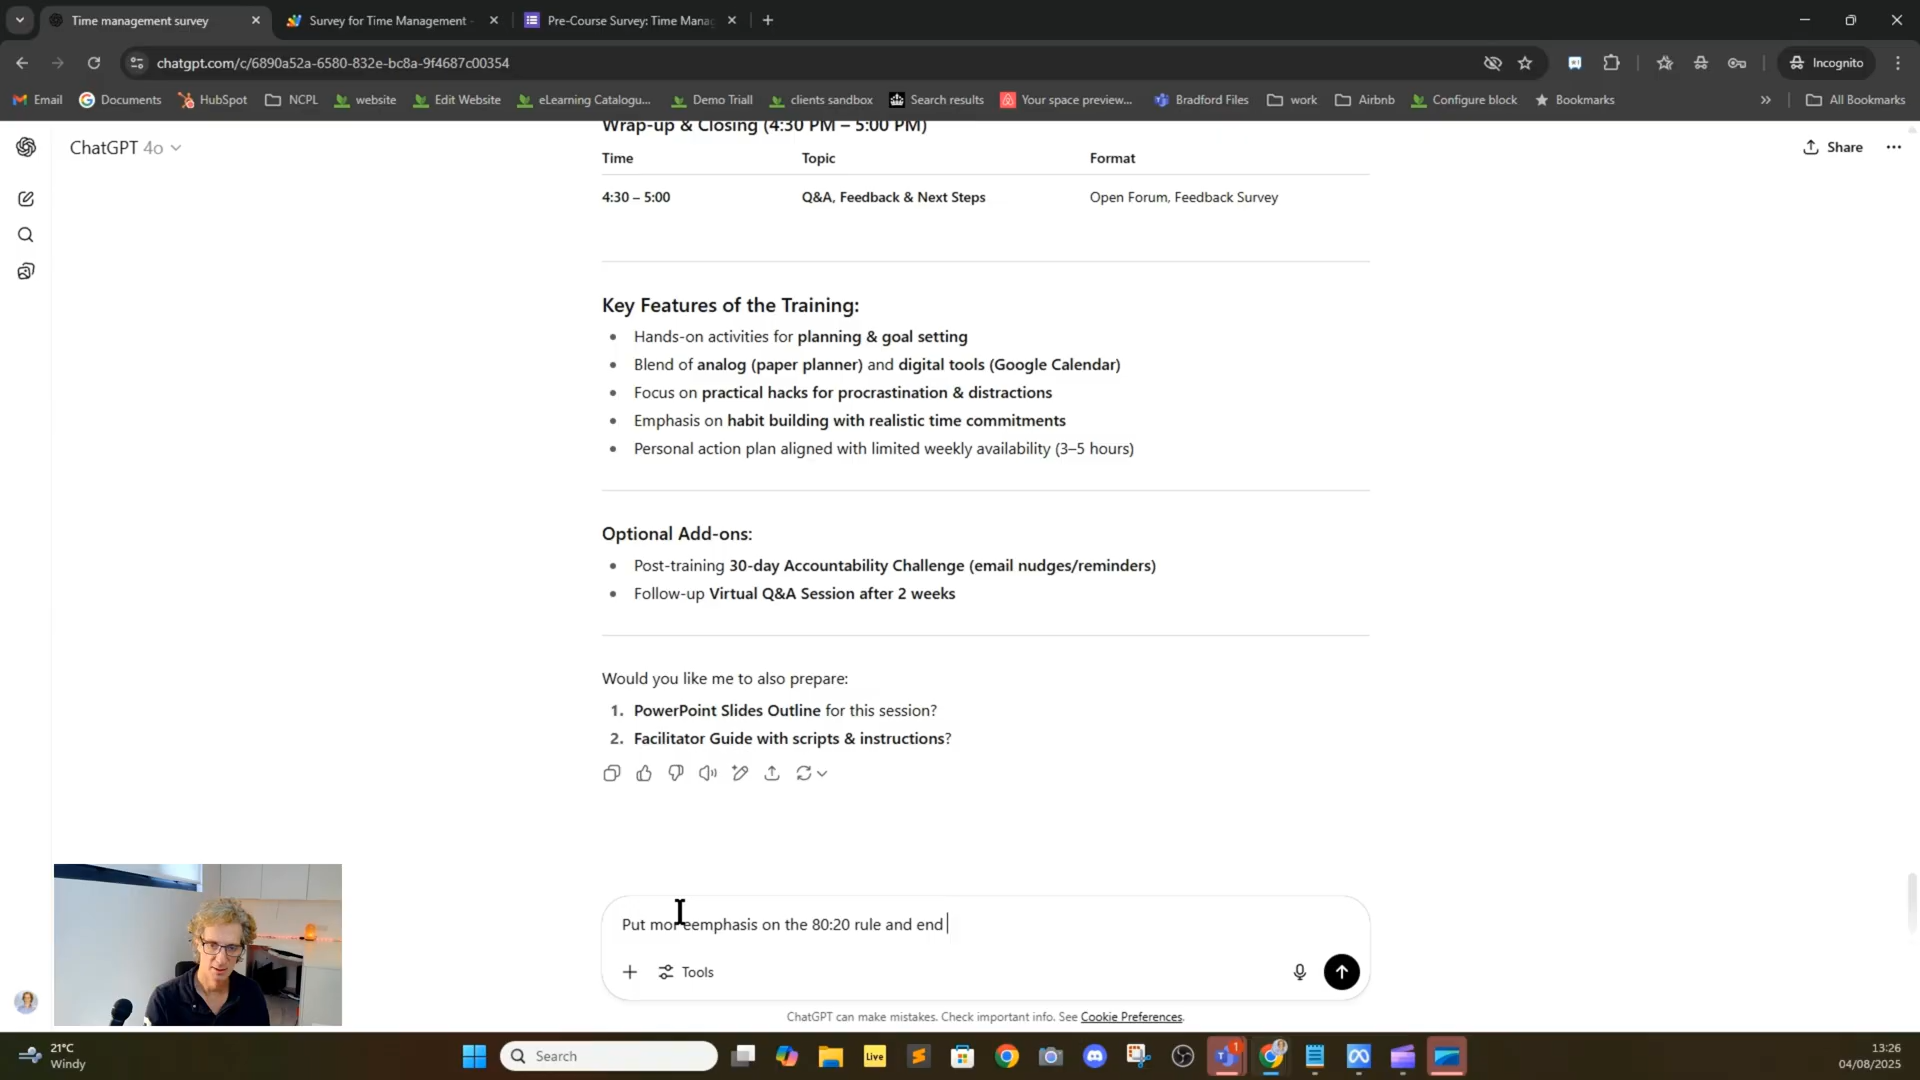 Time management survey
Survey for Time Management -
Pre-Course Survey: Time Manag
chatgpt.com/c/6890a52a-6580-832e-bc8a-9f4687c00354
Incognito
Email
Documents
HubSpot
NCPL
website
Edit Website
eLearning Catalogu...
Demo Triall
clients sandbox
Search results
Your space preview...
Bradford Files
work
Airbnb
Configure block
Bookmarks
All Bookmarks
ChatGPT 4o
Share
Wrap-up & Closing (4:30 PM – 5:00 PM)
Time Topic Format
4:30 – 5:00 Q&A, Feedback & Next Steps Open Forum, Feedback Survey
Key Features of the Training:
Hands-on activities for planning & goal setting
Blend of analog (paper planner) and digital tools (Google Calendar)
Focus on practical hacks for procrastination & distractions
Emphasis on habit building with realistic time commitments
Personal action plan aligned with limited weekly availability (3–5 hours)
Optional Add-ons:
Post-training 30-day Accountability Challenge (email nudges/reminders)
Follow-up Virtual Q&A Session after 2 weeks
Would you like me to also prepare:
1. PowerPoint Slides Outline for this session?
2. Facilitator Guide with scripts & instructions?
Put mor eemphasis on the 80:20 rule and end
Tools
ChatGPT can make mistakes. Check important info. See Cookie Preferences.
21°C
Windy
Search
Live
1
13:26
04/08/2025